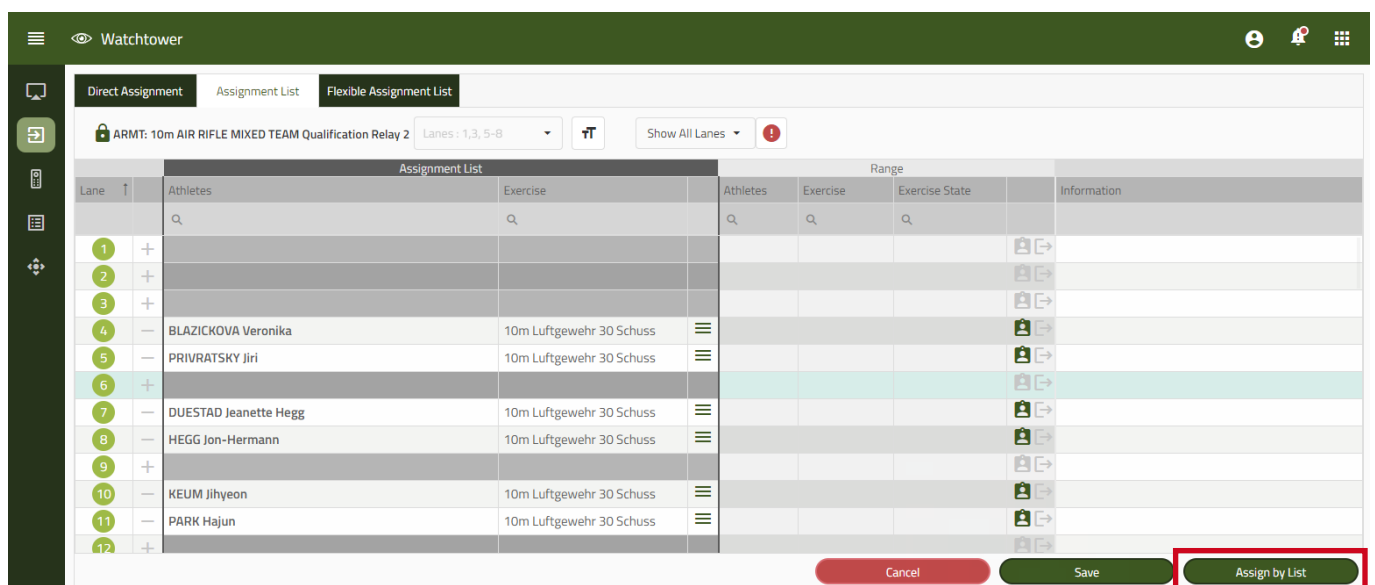 Watchtower
Direct Assignment Assignment List Flexible Assignment List
ARMT: 10m AIR RIFLE MIXED TEAM Qualification Relay 2 Lanes : 1,3, 5-8 TT Show All Lanes !
Assignment List Range
Lane ↑ Athletes Exercise Athletes Exercise Exercise State Information
1 +
2 +
3 +
4 — BLAZICKOVA Veronika 10m Luftgewehr 30 Schuss
5 — PRIVRATSKY Jiri 10m Luftgewehr 30 Schuss
6 +
7 — DUESTAD Jeanette Hegg 10m Luftgewehr 30 Schuss
8 — HEGG Jon-Hermann 10m Luftgewehr 30 Schuss
9 +
10 — KEUM Jihyeon 10m Luftgewehr 30 Schuss
11 — PARK Hajun 10m Luftgewehr 30 Schuss
12 +
Cancel Save Assign by List